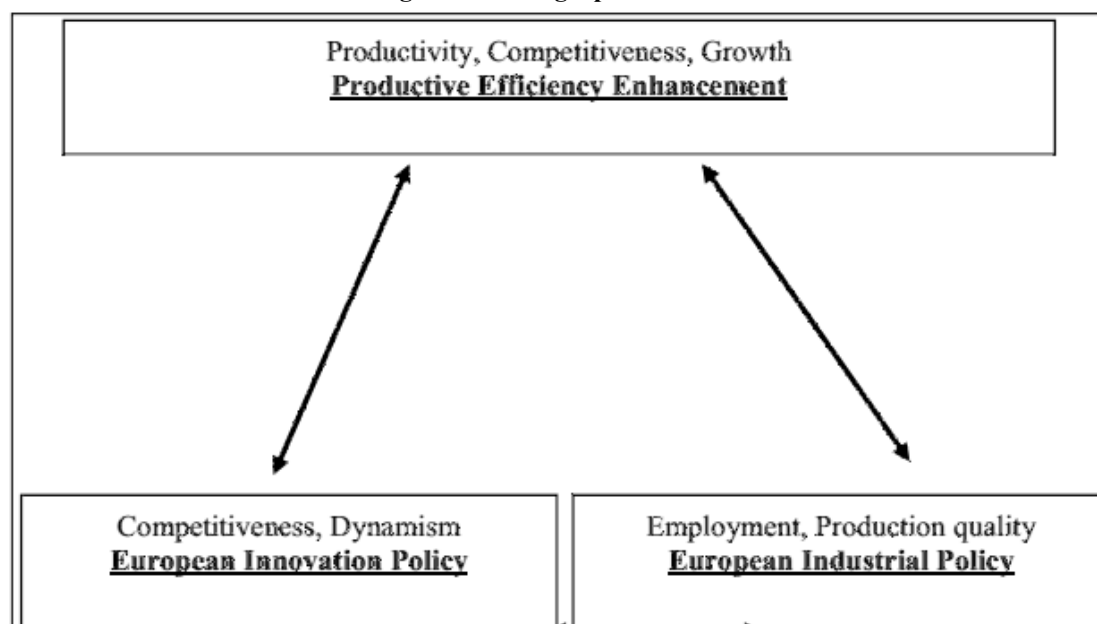 Productivity, Competitiveness, Growth
Productive Efficiency Enhancement
Competitiveness, Dynamism
European Innovation Policy
Employment, Production quality
European Industrial Policy